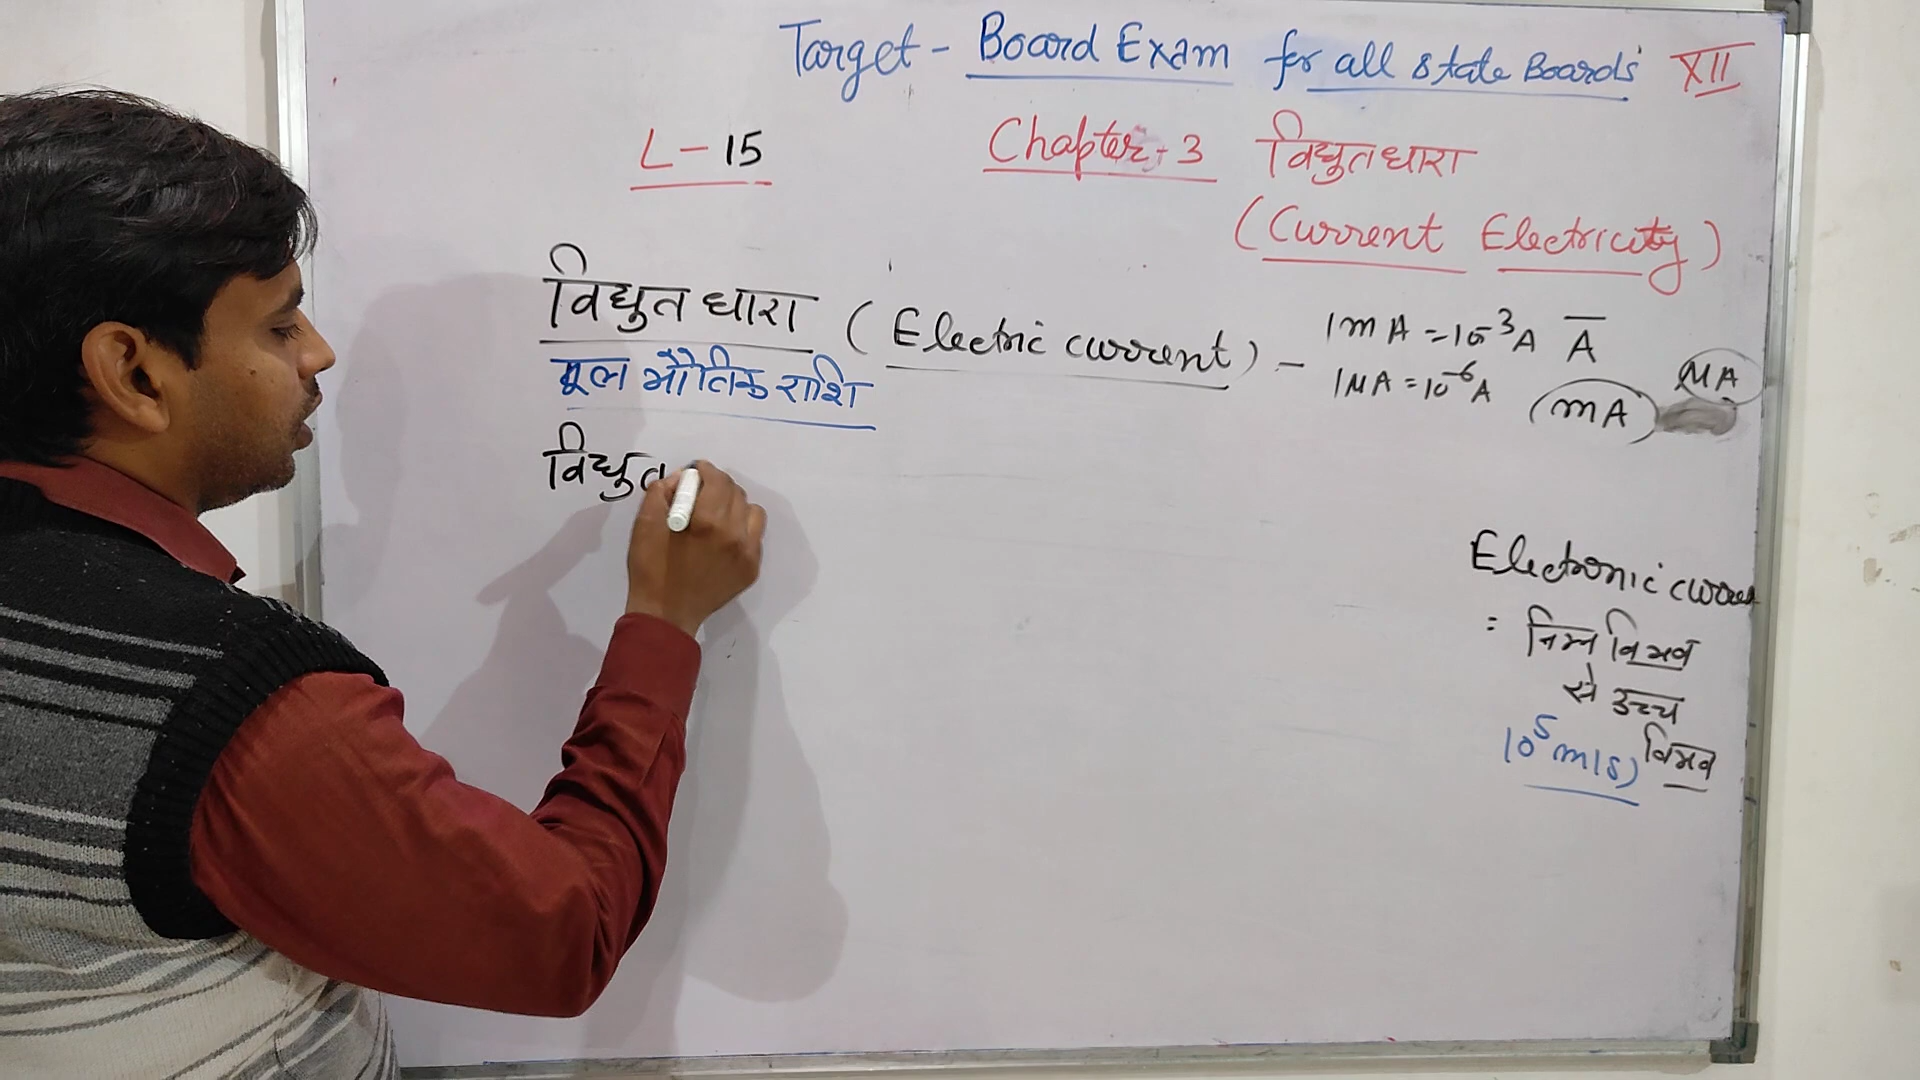 Target - Board Exam for all state Boards XII
L - 15
Chapter - 3 विद्युतधारा
(Current Electricity)
विद्युत धारा (Electric current) -
1mA = 10⁻³A A
1μA = 10⁻⁶A
mA
μA
मूल भौतिक राशि
विद्युत
Electronic
= निम्न विभव
से उच्च
विभव
10⁵ m/s)